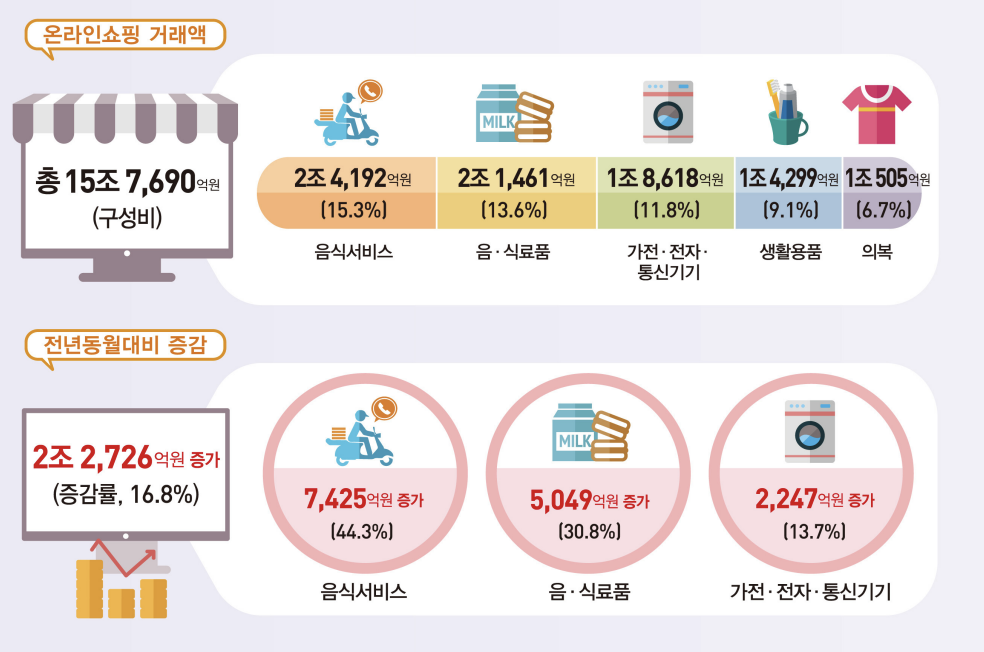 온라인쇼핑 거래액
총 15조 7,690억원
(구성비)
2조 4,192억원
(15.3%)
음식서비스
MILK
2조 1,461억원
(13.6%)
음·식료품
1조 8,618억원
(11.8%)
가전·전자·
통신기기
1조 4,299억원
(9.1%)
생활용품
1조 505억원
(6.7%)
의복
전년동월대비 증감
2조 2,726억원 증가
(증감률, 16.8%)
7,425억원 증가
(44.3%)
음식서비스
MILK
5,049억원 증가
(30.8%)
음·식료품
2,247억원 증가
(13.7%)
가전·전자·통신기기